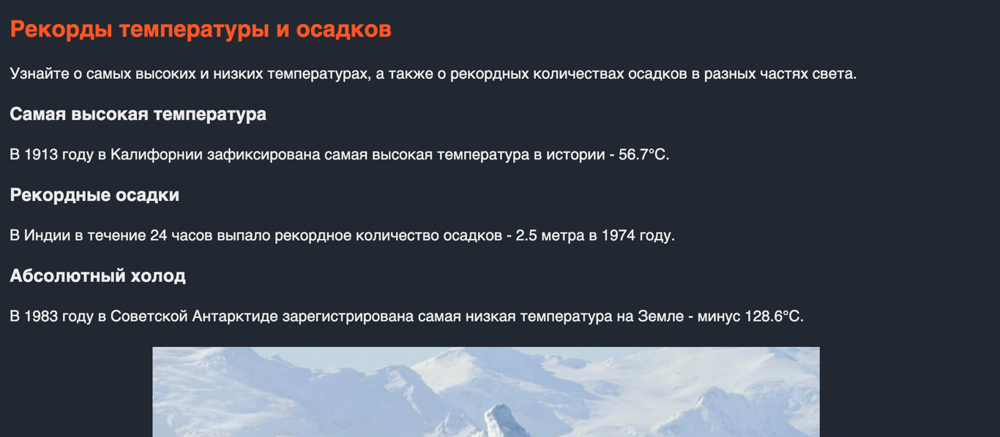 Рекорды температуры и осадков
Узнайте о самых высоких и низких температурах, а также о рекордных количествах осадков в разных частях света.
Самая высокая температура
В 1913 году в Калифорнии зафиксирована самая высокая температура в истории - 56.7°C.
Рекордные осадки
В Индии в течение 24 часов выпало рекордное количество осадков - 2.5 метра в 1974 году.
Абсолютный холод
В 1983 году в Советской Антарктиде зарегистрирована самая низкая температура на Земле - минус 128.6°C.